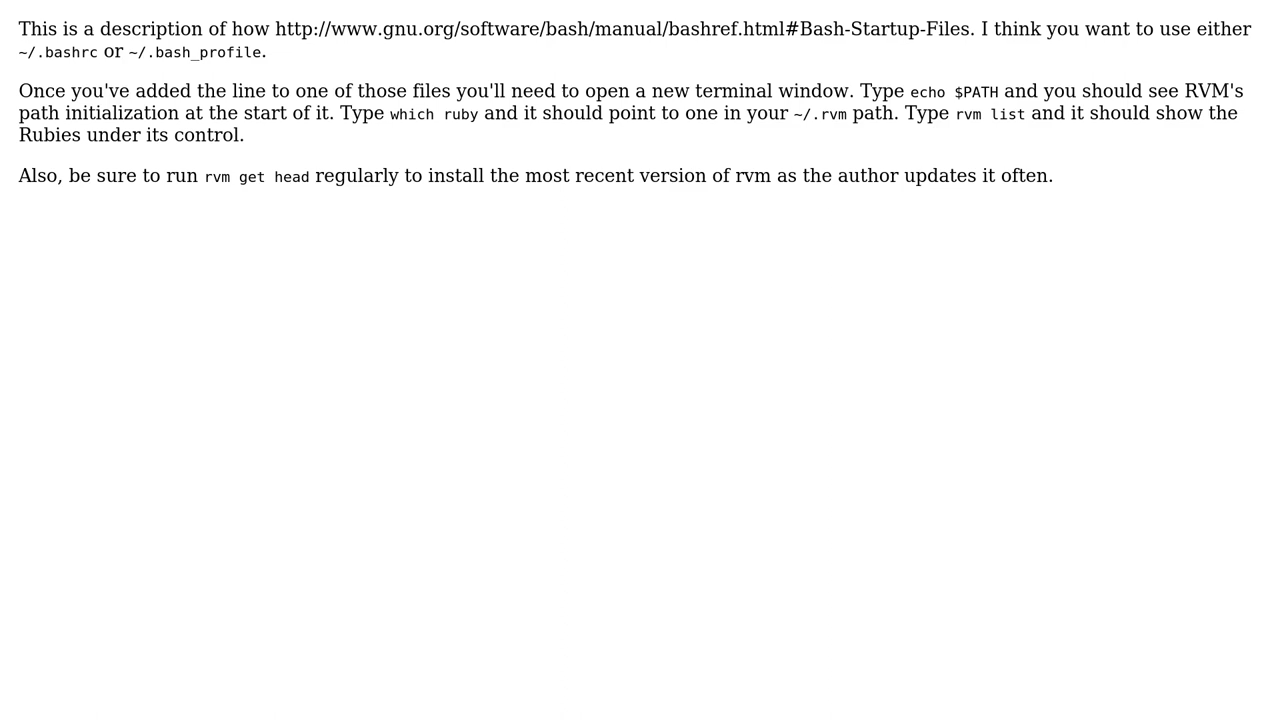 This is a description of how http://www.gnu.org/software/bash/manual/bashref.html#Bash-Startup-Files. I think you want to use either
~/.bashrc or ~/.bash_profile.
Once you've added the line to one of those files you'll need to open a new terminal window. Type echo $PATH and you should see RVM's
path initialization at the start of it. Type which ruby and it should point to one in your ~/.rvm path. Type rvm list and it should show the
Rubies under its control.
Also, be sure to run rvm get head regularly to install the most recent version of rvm as the author updates it often.